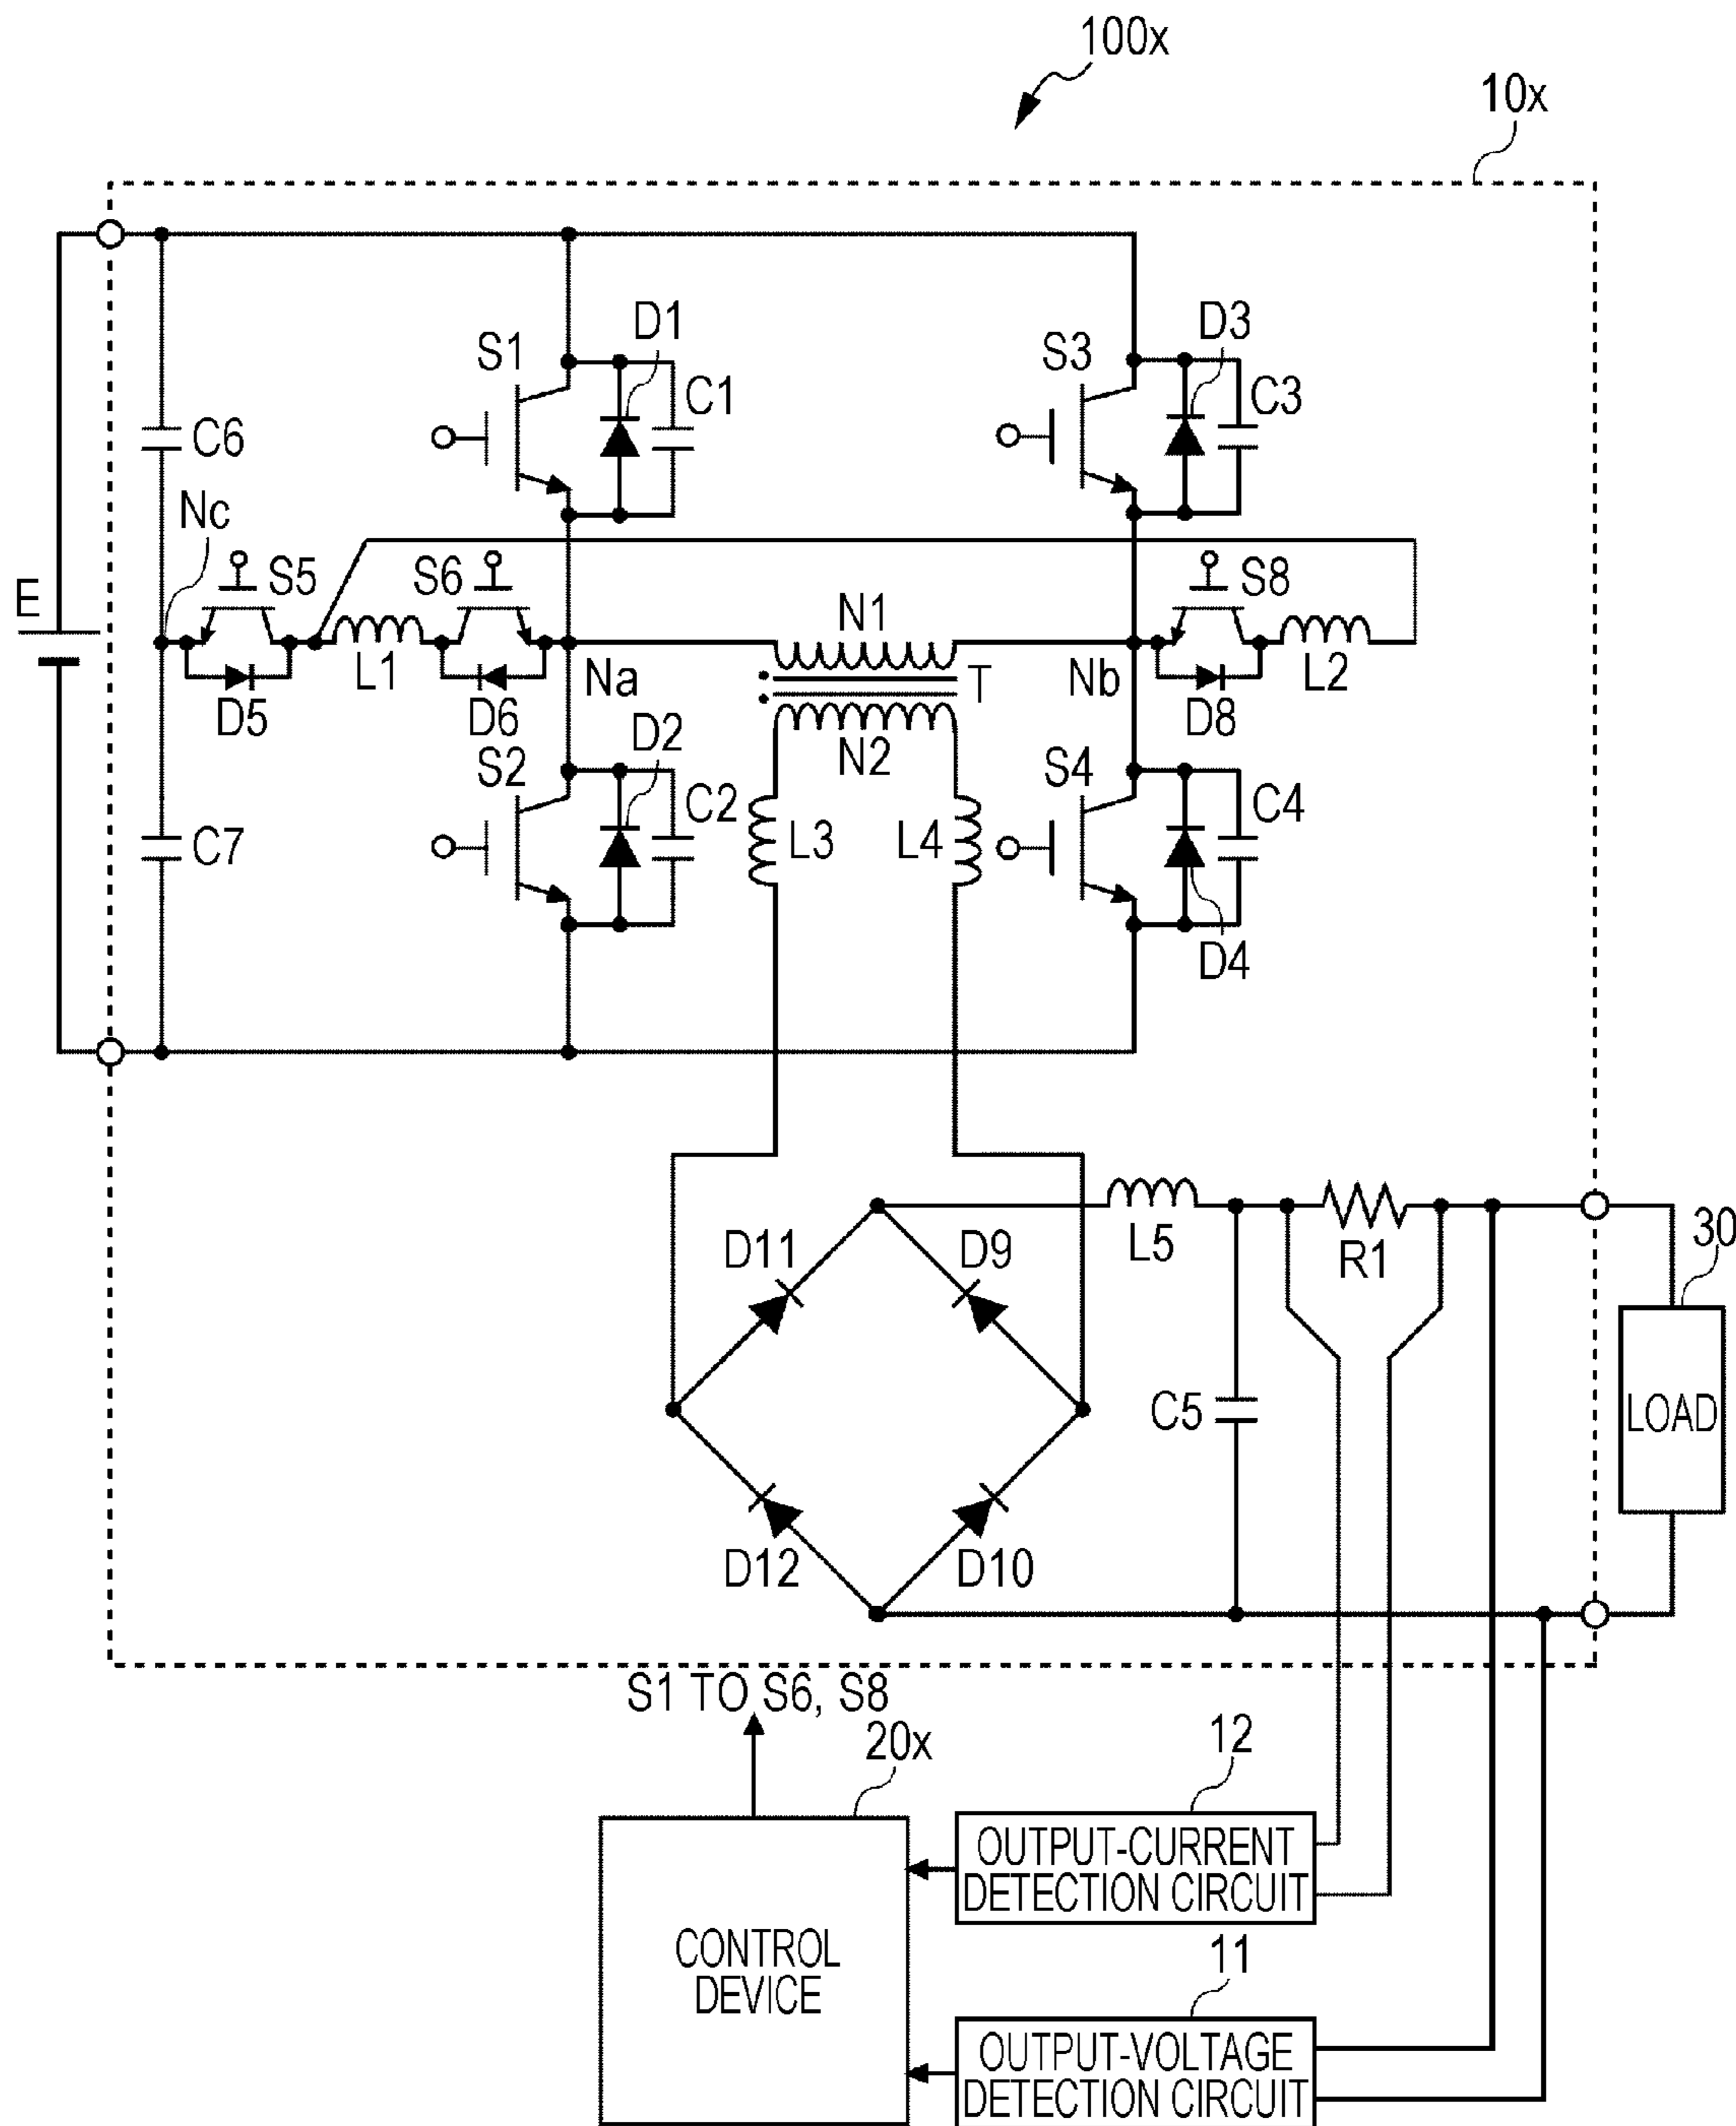 100x
10x
D1
D3
S1
S3
C1
C3
C6
Nc
S5
S6
S8
E
N1
L1
Na
T
Nb
L2
D5
D6
D8
N2
S2
D2
S4
C2
C4
C7
L3
L4
D4
30
D11
D9
L5
R1
C5
LOAD
D12
D10
S1 TO S6, S8
20x
12
OUTPUT-CURRENT
DETECTION CIRCUIT
CONTROL
DEVICE
11
OUTPUT-VOLTAGE
DETECTION CIRCUIT